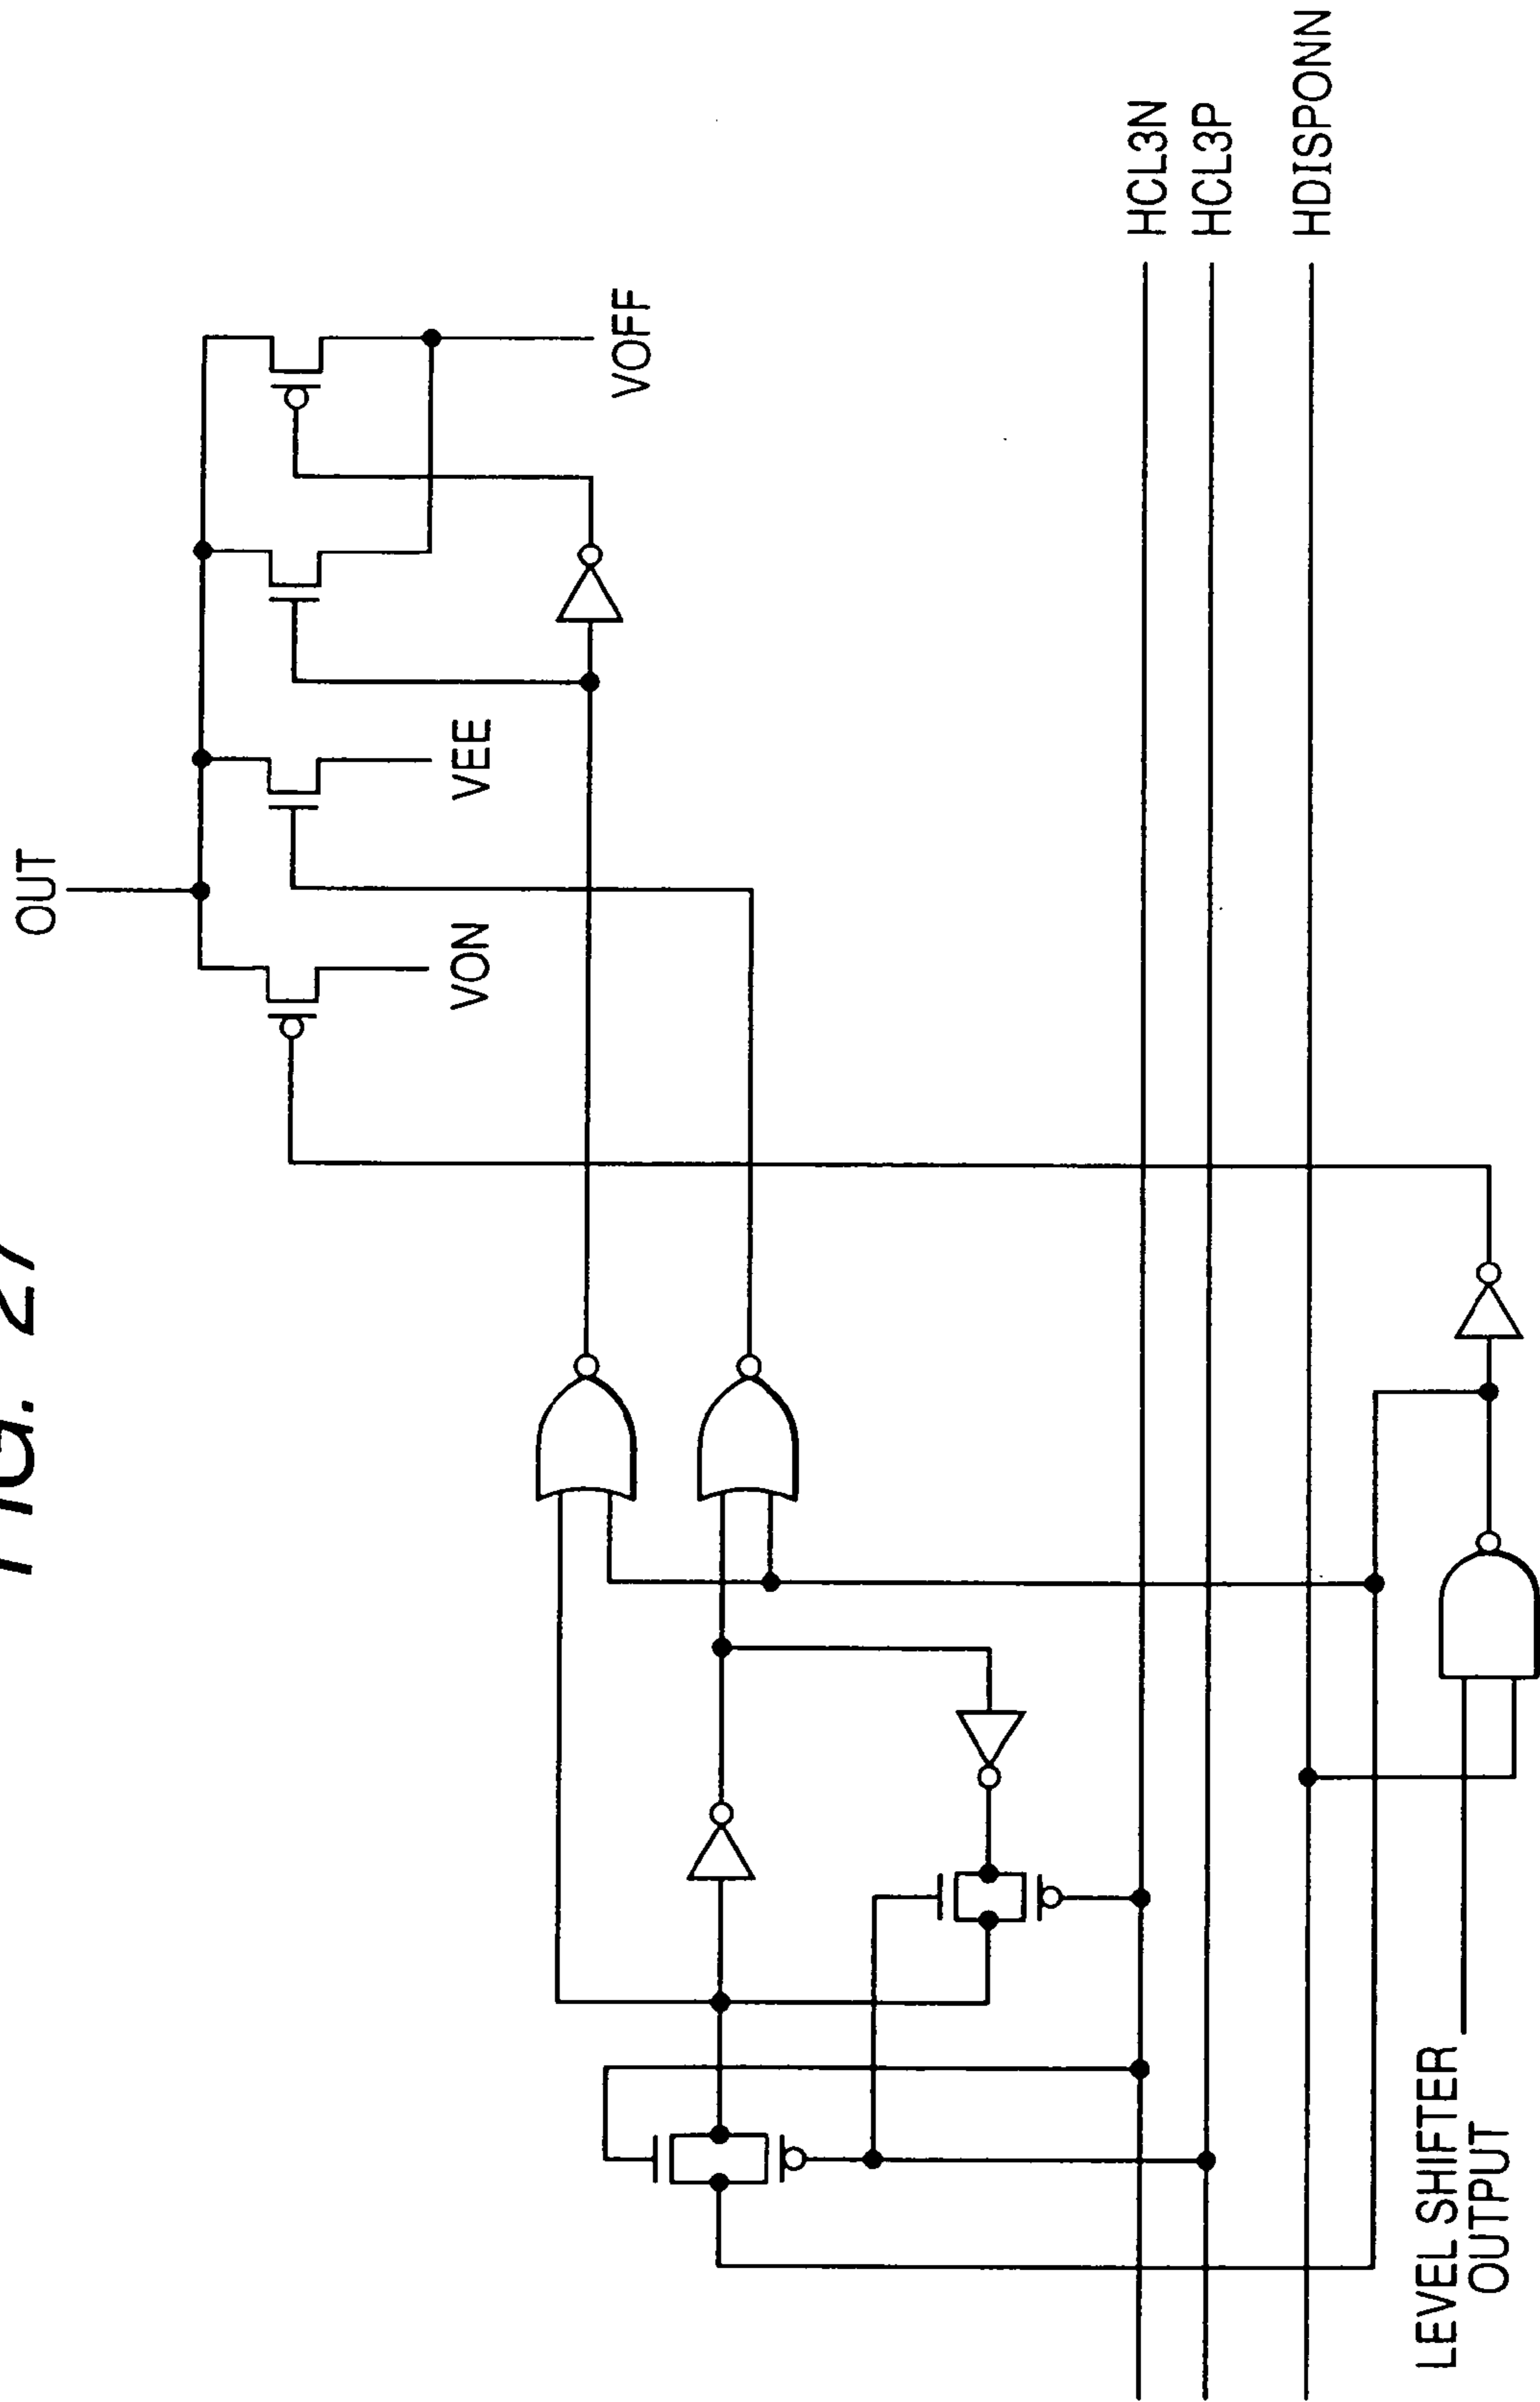 FIG. 27
OUT
VON
VEE
VOFF
HCL3N
HCL3P
HDISPONN
LEVEL SHIFTER
OUTPUT